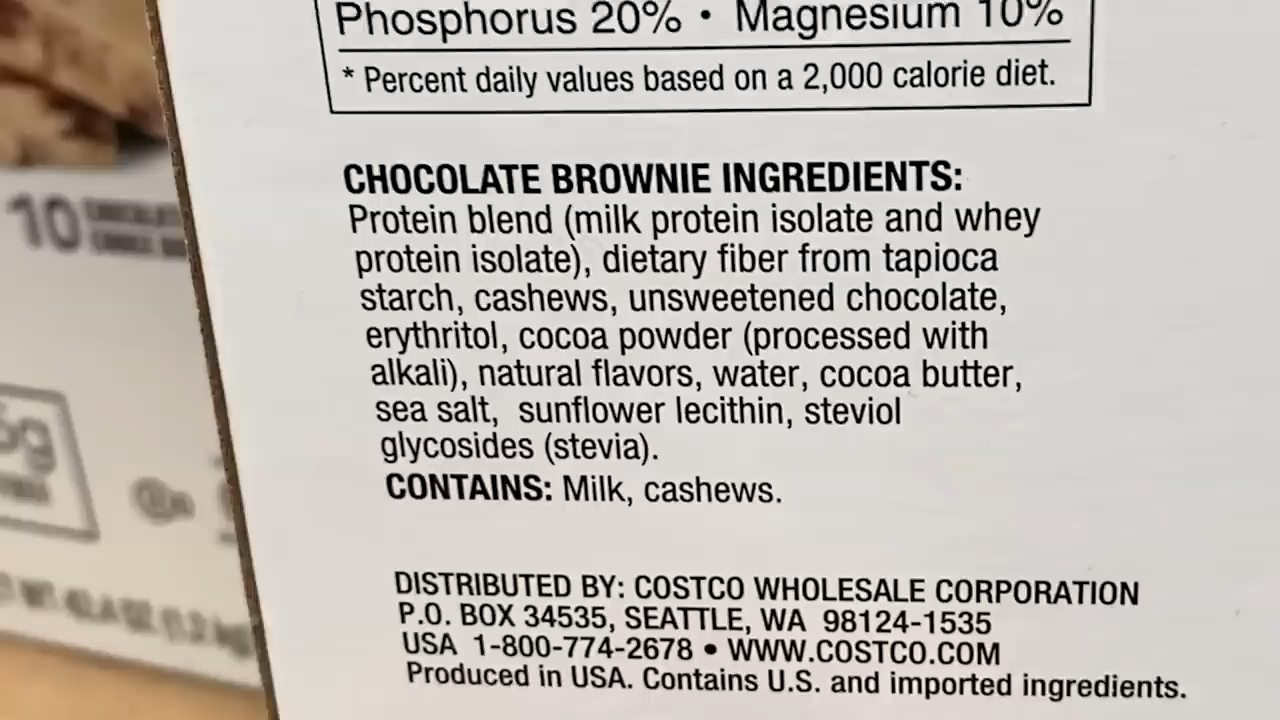 Phosphorus 20% • Magnesium 10%
* Percent daily values based on a 2,000 calorie diet.
CHOCOLATE BROWNIE INGREDIENTS:
Protein blend (milk protein isolate and whey
protein isolate), dietary fiber from tapioca
starch, cashews, unsweetened chocolate,
erythritol, cocoa powder (processed with
alkali), natural flavors, water, cocoa butter,
sea salt,  sunflower lecithin, steviol
glycosides (stevia).
CONTAINS: Milk, cashews.
DISTRIBUTED BY: COSTCO WHOLESALE CORPORATION
P.O. BOX 34535, SEATTLE, WA  98124-1535
USA  1-800-774-2678 • WWW.COSTCO.COM
Produced in USA. Contains U.S. and imported ingredients.
10